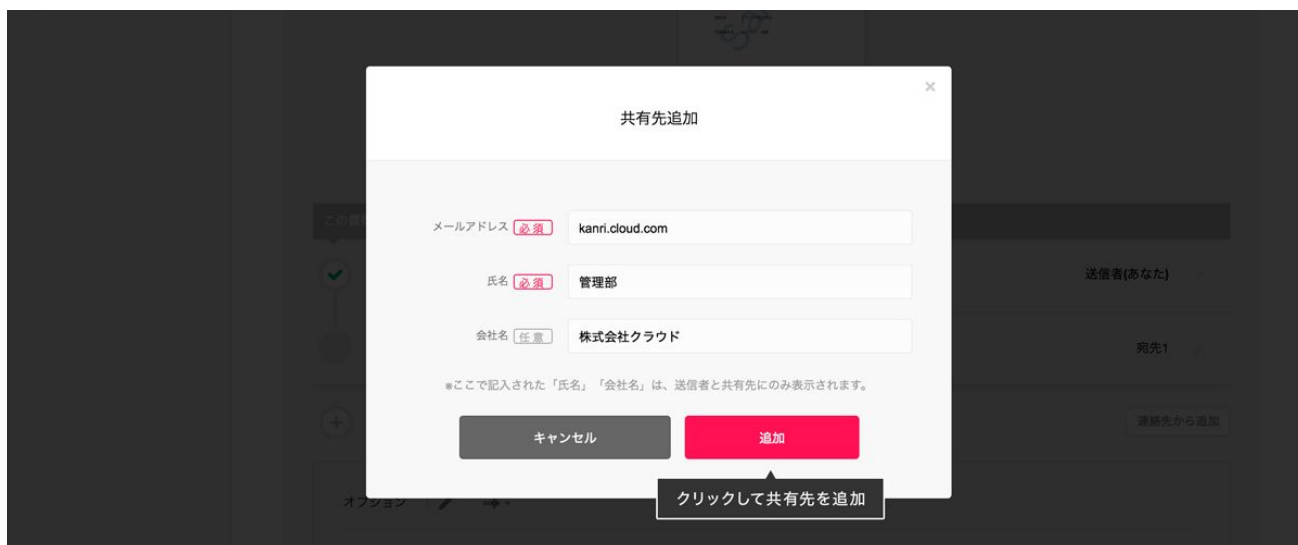 ×
共有先追加
メールアドレス 必須 kanri.cloud.com
氏名 必須 管理部
会社名 任意 株式会社クラウド
※ここで記入された「氏名」「会社名」は、送信者と共有先にのみ表示されます。
キャンセル 追加
クリックして共有先を追加
送信者(あなた)
宛先1
連絡先から追加
オプション